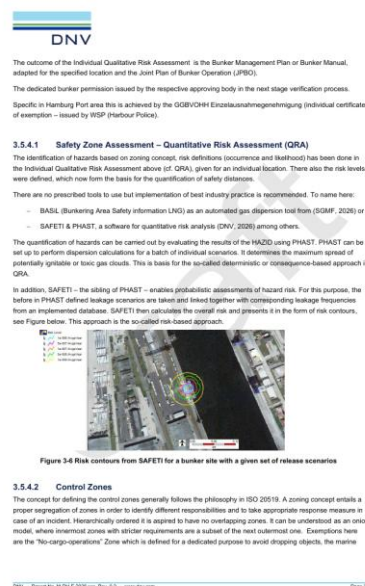 DNV
The outcome of the Individual Qualitative Risk Assessment is the Bunker Management Plan or Bunker Manual,
adapted for the specified location and the Joint Plan of Bunker Operation (JPBO).
The dedicated bunker permission issued by the respective approving body in the next stage verification process.
Specific in Hamburg Port area this is achieved by the GGBVOHH Einzelausnahmegenehmigung (individual certificate
of exemption – issued by WSP (Harbour Police).
3.5.4.1 Safety Zone Assessment – Quantitative Risk Assessment (QRA)
The identification of hazards based on zoning concept, risk definitions (occurrence and likelihood) has been done in
the Individual Qualitative Risk Assessment above (cf. QRA), given for an individual location. There also the risk levels
were defined, which now form the basis for the quantification of safety distances.
There are no prescribed tools to use but implementation of best industry practice is recommended. To name here:
– BASiL (Bunkering Area Safety information LNG) as an automated gas dispersion tool from (SGMF, 2026) or
– SAFETI & PHAST, a software for quantitative risk analysis (DNV, 2026) among others.
The quantification of hazards can be carried out by evaluating the results of the HAZID using PHAST. PHAST can be
set up to perform dispersion calculations for a batch of individual scenarios. It determines the maximum spread of
potentially ignitable or toxic gas clouds. This is basis for the so-called deterministic or consequence-based approach i
QRA.
In addition, SAFETI – the sibling of PHAST – enables probabilistic assessments of hazard risk. For this purpose, the
before in PHAST defined leakage scenarios are taken and linked together with corresponding leakage frequencies
from an implemented database. SAFETI then calculates the overall risk and presents it in the form of risk contours,
see Figure below. This approach is the so-called risk-based approach.
Figure 3-6 Risk contours from SAFETI for a bunker site with a given set of release scenarios
3.5.4.2 Control Zones
The concept for defining the control zones generally follows the philosophy in ISO 20519. A zoning concept entails a
proper segregation of zones in order to identify different responsibilities and to take appropriate response measure in
case of an incident. Hierarchically ordered it is aspired to have no overlapping zones. It can be understood as an onio
model, where innermost zones with stricter requirements are a subset of the next outermost one. Exemptions here
are the "No-cargo-operations" Zone which is defined for a dedicated purpose to avoid dropping objects, the marine